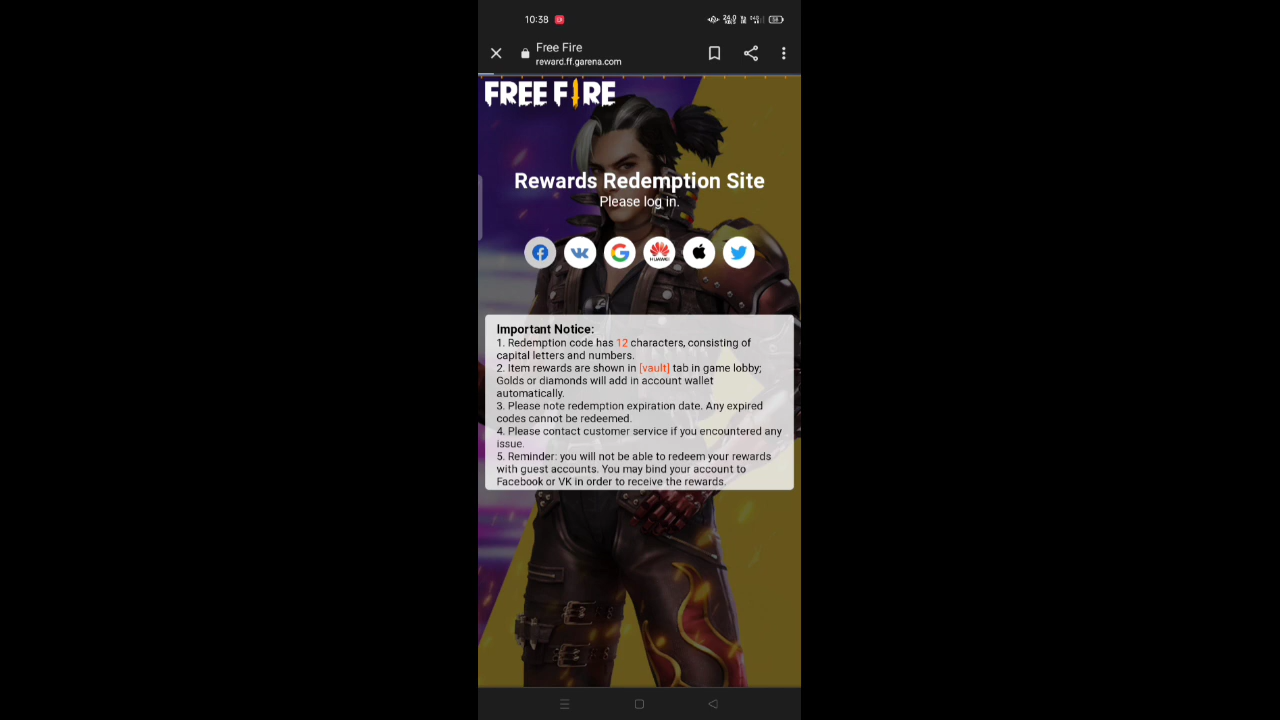 10:38
Free Fire
reward.ff.garena.com
FREE FIRE
Rewards Redemption Site
Please log in.
HUAWEI
Important Notice:
1. Redemption code has 12 characters, consisting of
capital letters and numbers.
2. Item rewards are shown in [vault] tab in game lobby;
Golds or diamonds will add in account wallet
automatically.
3. Please note redemption expiration date. Any expired
codes cannot be redeemed.
4. Please contact customer service if you encountered any
issue.
5. Reminder: you will not be able to redeem your rewards
with guest accounts. You may bind your account to
Facebook or VK in order to receive the rewards.